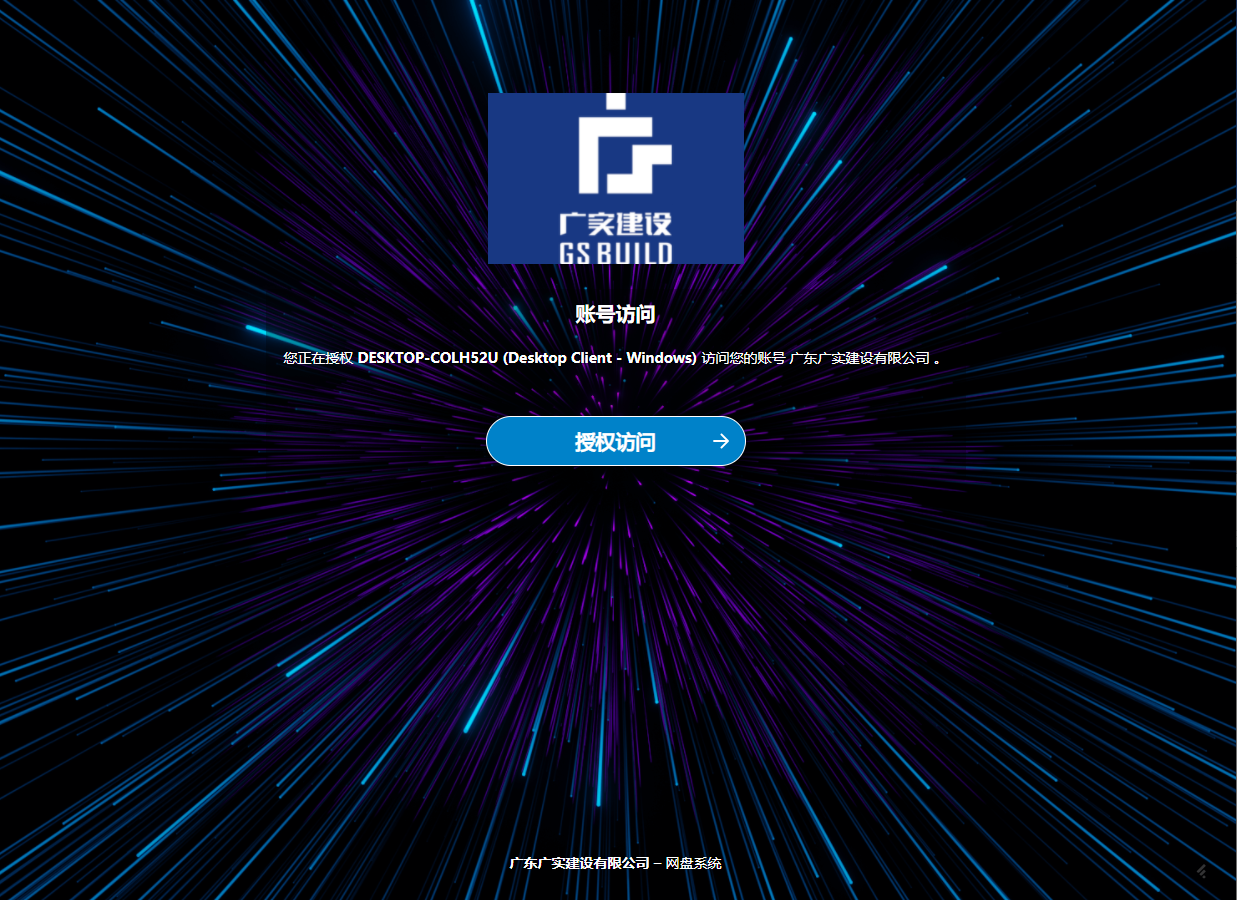 广实建设
GS BUILD
账号访问
您正在授权 DESKTOP-COLH52U (Desktop Client - Windows) 访问您的账号 广东广实建设有限公司 。
授权访问
广东广实建设有限公司 – 网盘系统